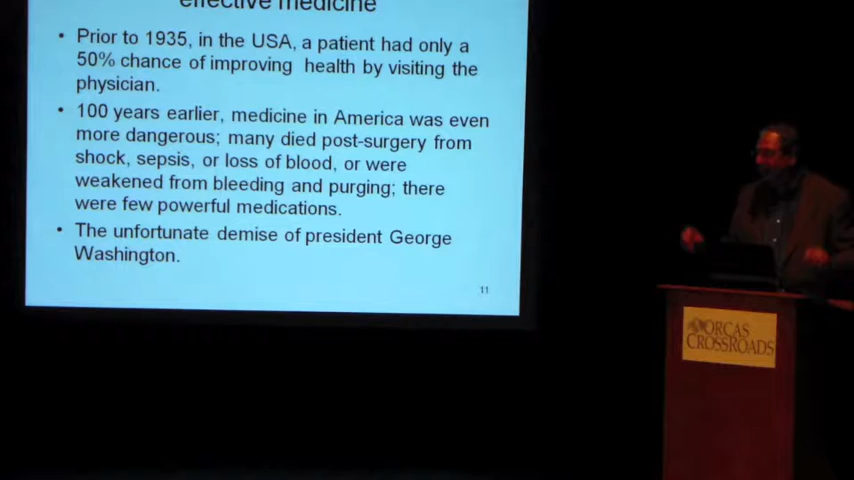 effective medicine
• Prior to 1935, in the USA, a patient had only a
50% chance of improving health by visiting the
physician.
• 100 years earlier, medicine in America was even
more dangerous; many died post-surgery from
shock, sepsis, or loss of blood, or were
weakened from bleeding and purging; there
were few powerful medications.
• The unfortunate demise of president George
Washington.
11
ORCAS
CROSSROADS